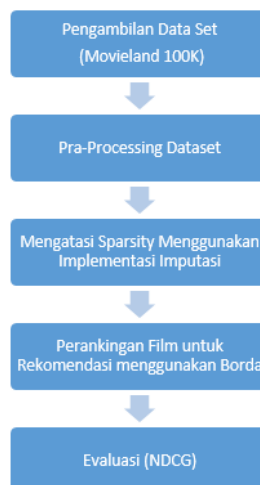 Pengambilan Data Set
(Movieland 100K)
Pra-Processing Dataset
Mengatasi Sparsity Menggunakan
Implementasi Imputasi
Perankingan Film untuk
Rekomendasi menggunakan Borda
Evaluasi (NDCG)